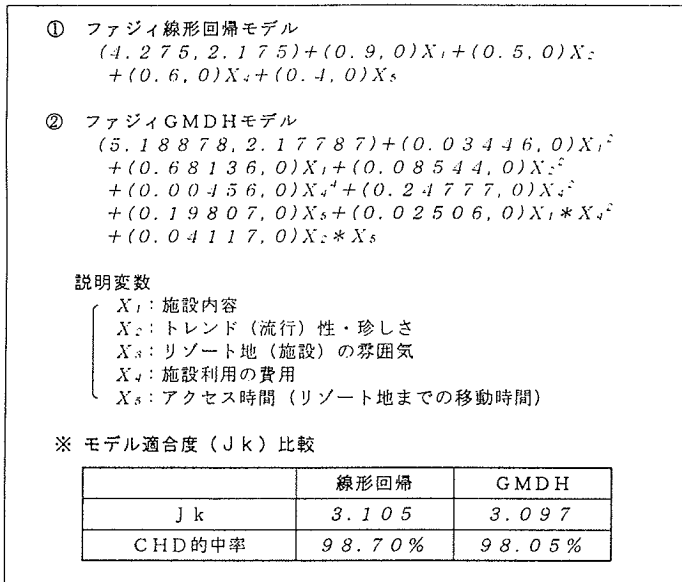 ① ファジィ線形回帰モデル
(4.275, 2.175)+(0.9, 0)X₁+(0.5, 0)X₂
+(0.6, 0)X₄+(0.4, 0)X₅
② ファジィGMDHモデル
(5.18878, 2.17787)+(0.03446, 0)X₁²
+(0.68136, 0)X₁+(0.08544, 0)X₂²
+(0.00456, 0)X₄⁴+(0.24777, 0)X₄²
+(0.19807, 0)X₅+(0.02506, 0)X₁*X₄²
+(0.04117, 0)X₂*X₅
説明変数
X₁：施設内容
X₂：トレンド（流行）性・珍しさ
X₃：リゾート地（施設）の雰囲気
X₄：施設利用の費用
X₅：アクセス時間（リゾート地までの移動時間）
※ モデル適合度（Jk）比較
線形回帰 GMDH
Jk 3.105 3.097
CHD的中率 98.70% 98.05%